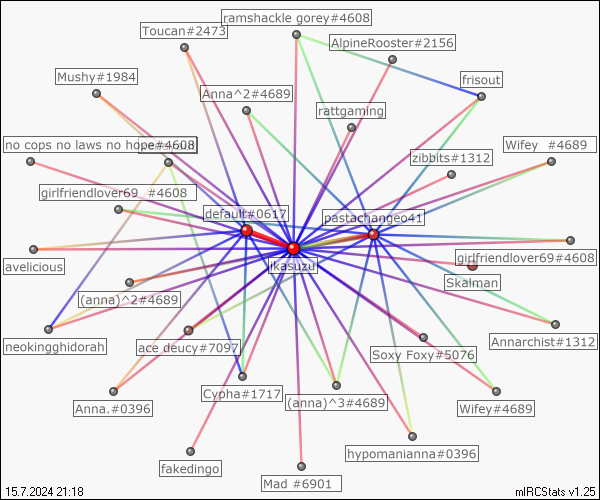 ramshackle gorey#4608
Toucan#2473
AlpineRooster#2156
Mushy#1984
frisout
Anna^2#4689
rattgaming
no cops no laws no hope#4608
Wifey   #4689
zibbits#1312
girlfriendlover69  #4608
default#0617
pastachangeo41
jkasuzu
girlfriendlover69#4608
avelicious
Skalman
(anna)^2#4689
neokingghidorah
ace deucy#7097
Annarchist#1312
Soxy Foxy#5076
Cypha#1717
(anna)^3#4689
Anna.#0396
Wifey#4689
hypomanianna#0396
fakedingo
Mad  #6901
15.7.2024 21:18
mIRCStats v1.25